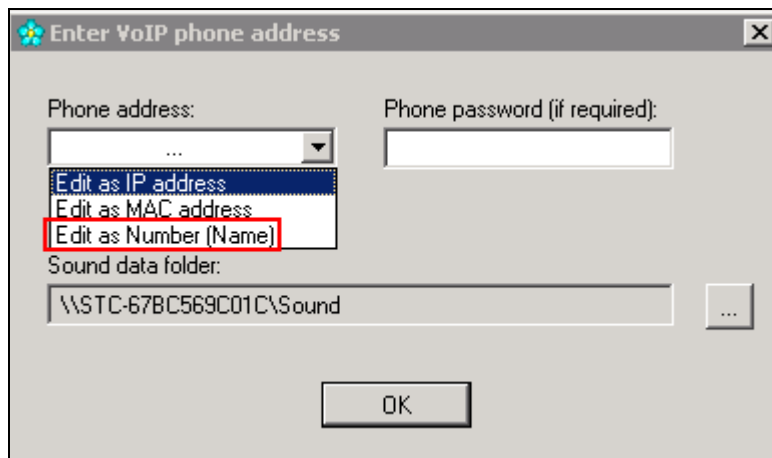 Enter VoIP phone address
Phone address: Phone password (if required):
...
Edit as IP address
Edit as MAC address
Edit as Number (Name)
Sound data folder:
\\STC-67BC569C01C\Sound ...
OK